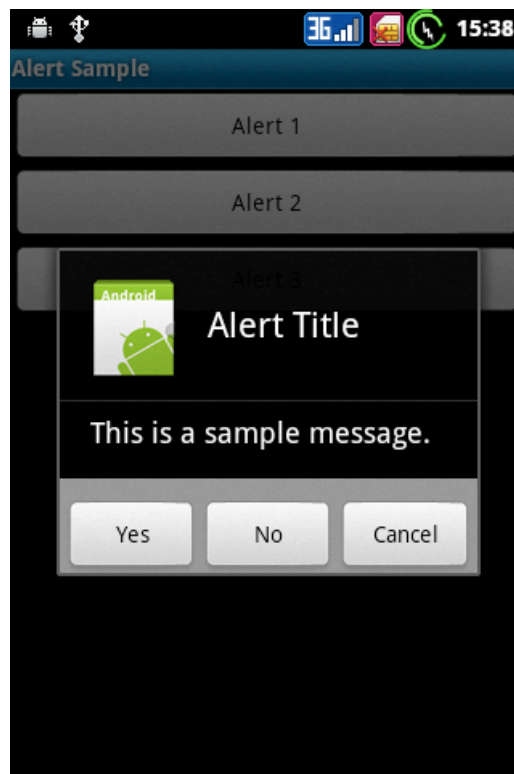 3G 15:38
Alert Sample
Alert 1
Alert 2
Alert 3
Android
Alert Title
This is a sample message.
Yes No Cancel